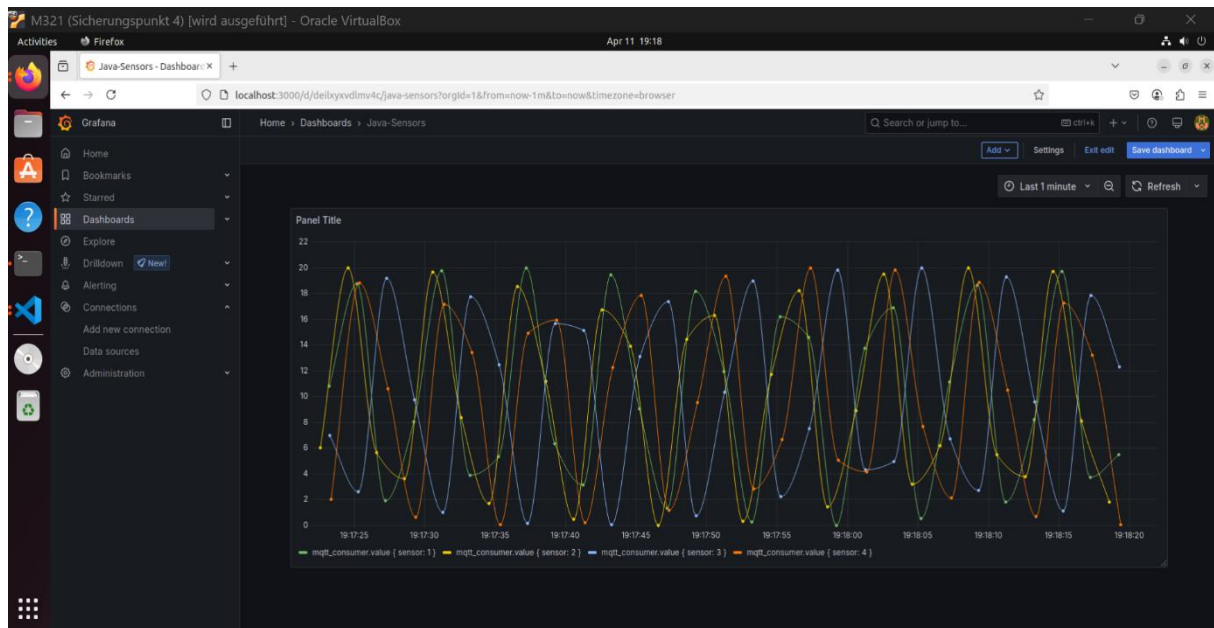 M321 (Sicherungspunkt 4) [wird ausgeführt] - Oracle VirtualBox
Activities Firefox Apr 11 19:18
Java-Sensors - Dashboard
localhost:3000/d/deilxyxvdlmv4c/java-sensors?orgId=1&from=now-1m&to=now&timezone=browser
Grafana Home › Dashboards › Java-Sensors Search or jump to... ctrl+k
Home
Add Settings Exit edit Save dashboard
Bookmarks
Last 1 minute Refresh
Starred
Dashboards
Explore
Drilldown New!
Alerting
Connections
Add new connection
Data sources
Administration
Panel Title
22
20
18
16
14
12
10
8
6
4
2
0
19:17:25 19:17:30 19:17:35 19:17:40 19:17:45 19:17:50 19:17:55 19:18:00 19:18:05 19:18:10 19:18:15 19:18:20
mqtt_consumer.value { sensor: 1 } mqtt_consumer.value { sensor: 2 } mqtt_consumer.value { sensor: 3 } mqtt_consumer.value { sensor: 4 }